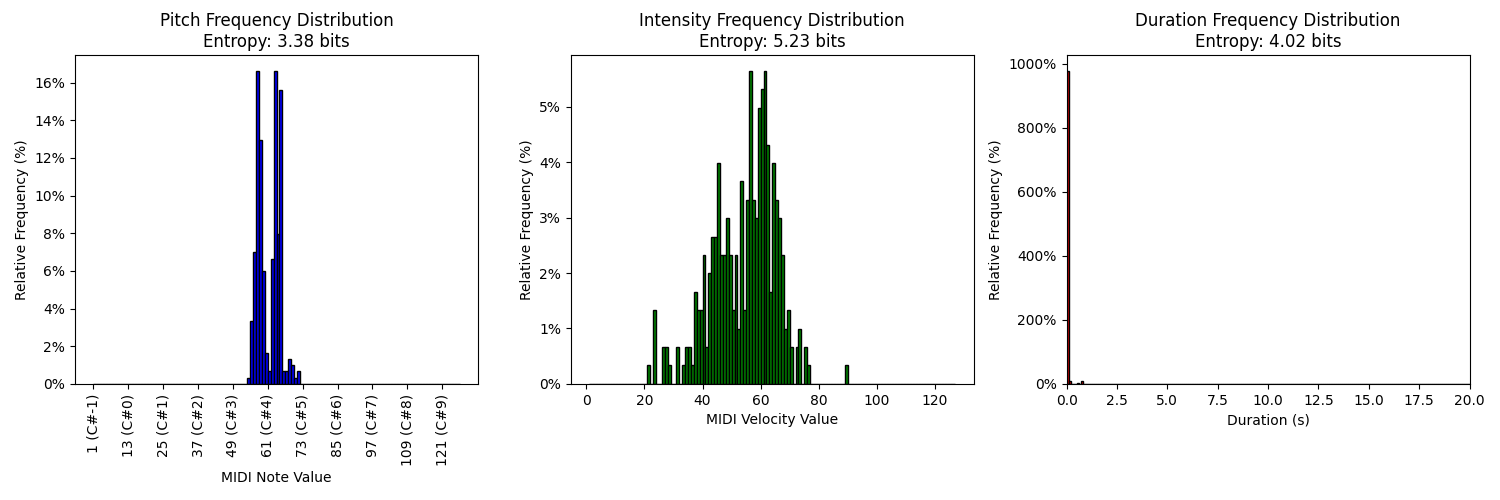 Pitch Frequency Distribution
Entropy: 3.38 bits
Relative Frequency (%)
16%
14%
12%
10%
8%
6%
4%
2%
0%
1 (C#-1)
13 (C#0)
25 (C#1)
37 (C#2)
49 (C#3)
61 (C#4)
73 (C#5)
85 (C#6)
97 (C#7)
109 (C#8)
121 (C#9)
MIDI Note Value
Intensity Frequency Distribution
Entropy: 5.23 bits
Relative Frequency (%)
5%
4%
3%
2%
1%
0%
0
20
40
60
80
100
120
MIDI Velocity Value
Duration Frequency Distribution
Entropy: 4.02 bits
Relative Frequency (%)
1000%
800%
600%
400%
200%
0%
0.0
2.5
5.0
7.5
10.0
12.5
15.0
17.5
20.0
Duration (s)